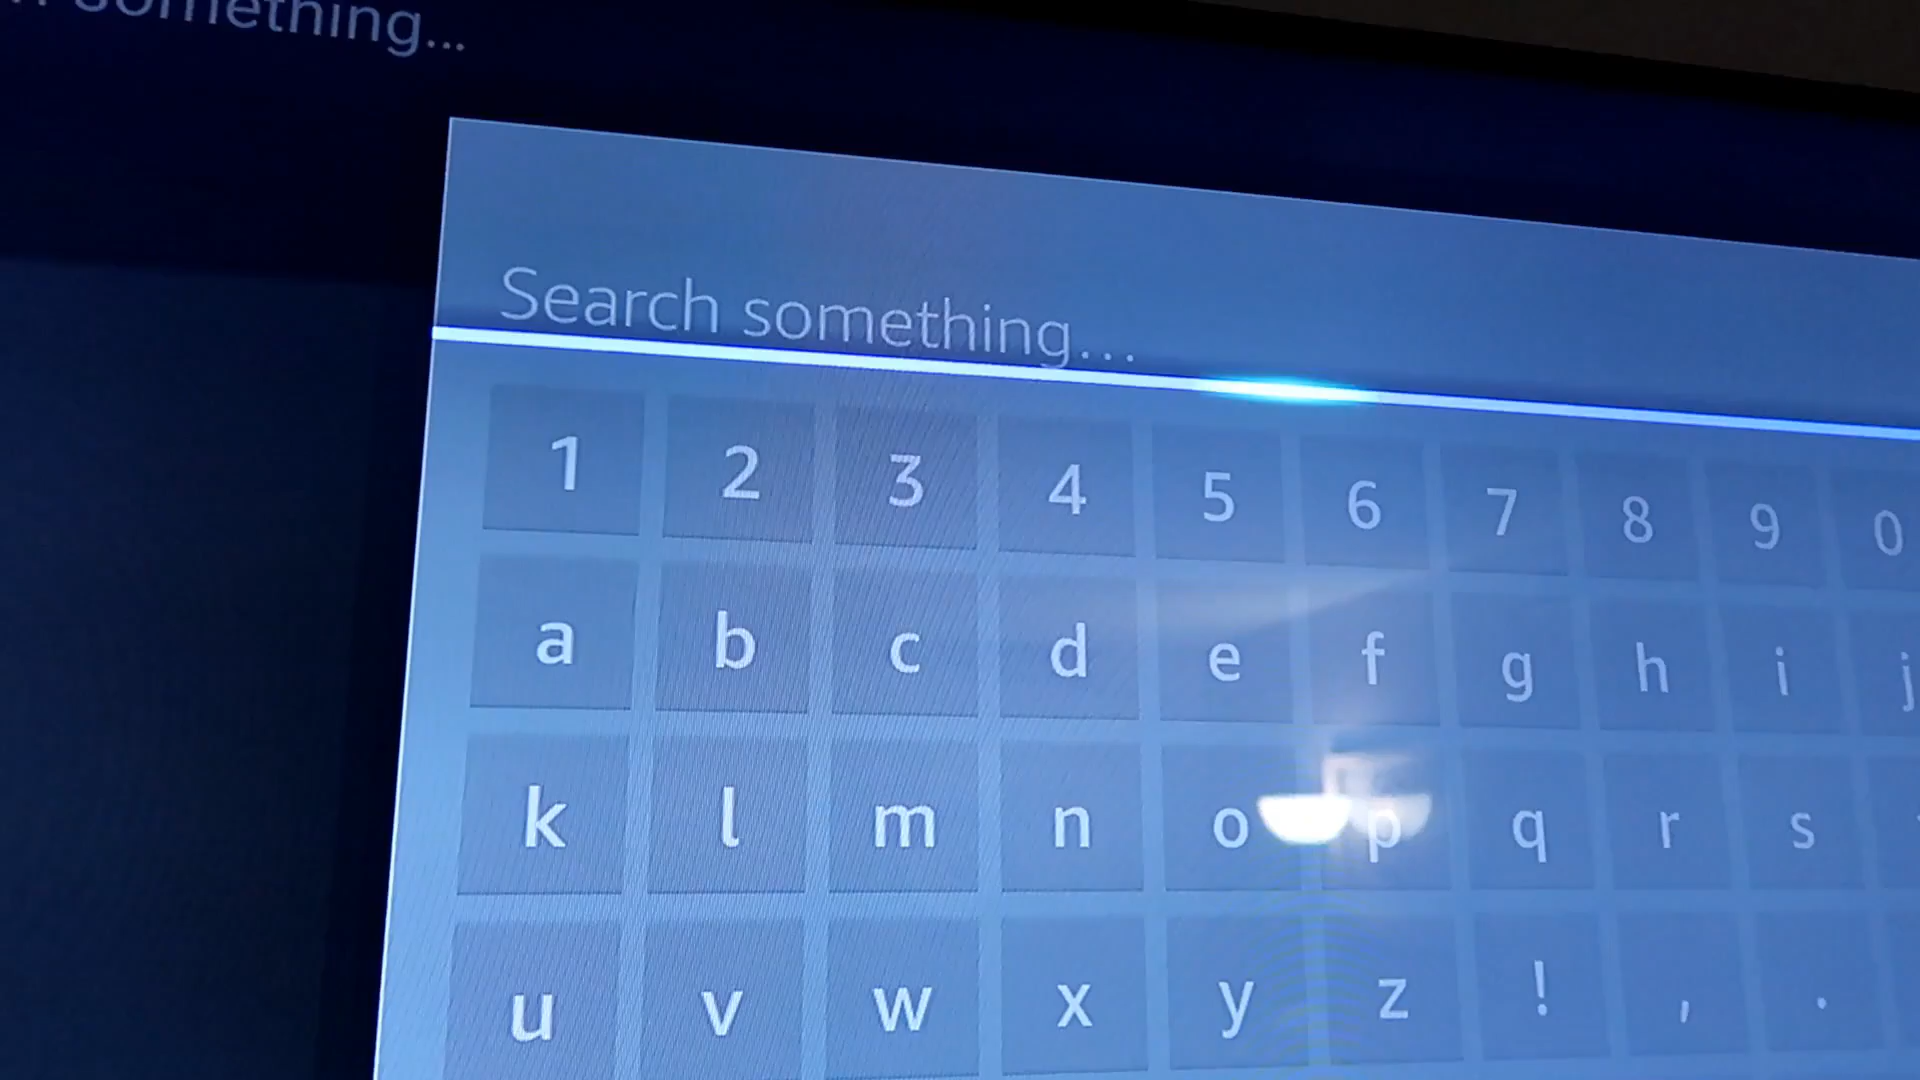 something...
Search something...
1 2 3 4 5 6 7 8 9 0
a b c d e f g h i j
k l m n o p q r s
u v w x y z ! , .